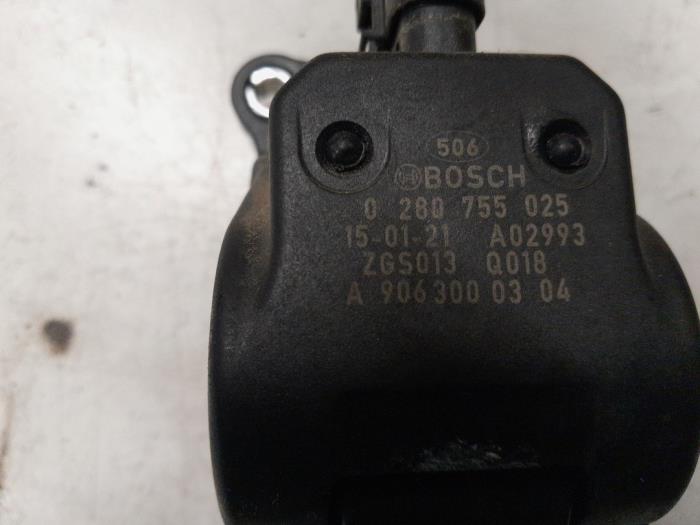 506
BOSCH
0 280 755 025
15-01-21 A02993
ZGS013 Q018
A 906 300 03 04